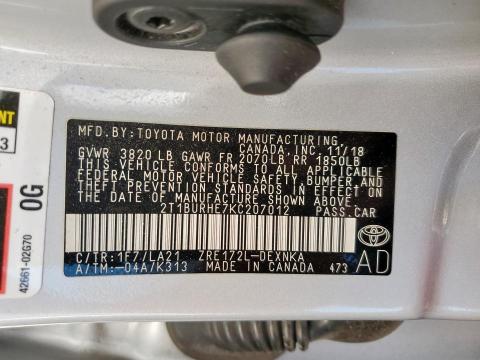 MFD. BY: TOYOTA MOTOR MANUFACTURING
CANADA, INC. 11/18
GVWR 3820 LB GAWR FR 2070LB RR 1850LB
THIS VEHICLE CONFORMS TO ALL APPLICABLE
FEDERAL MOTOR VEHICLE SAFETY, BUMPER,
AND THEFT PREVENTION STANDARDS IN EFFECT ON
THE DATE OF MANUFACTURE SHOWN ABOVE.
2T1BURHE7KC207012 PASS.CAR
C/TR: 1F7/LA21 ZRE172L-DEXNKA
A/TM: -04A/K313 MADE IN CANADA 473
AD
0G
42661-02G70
3